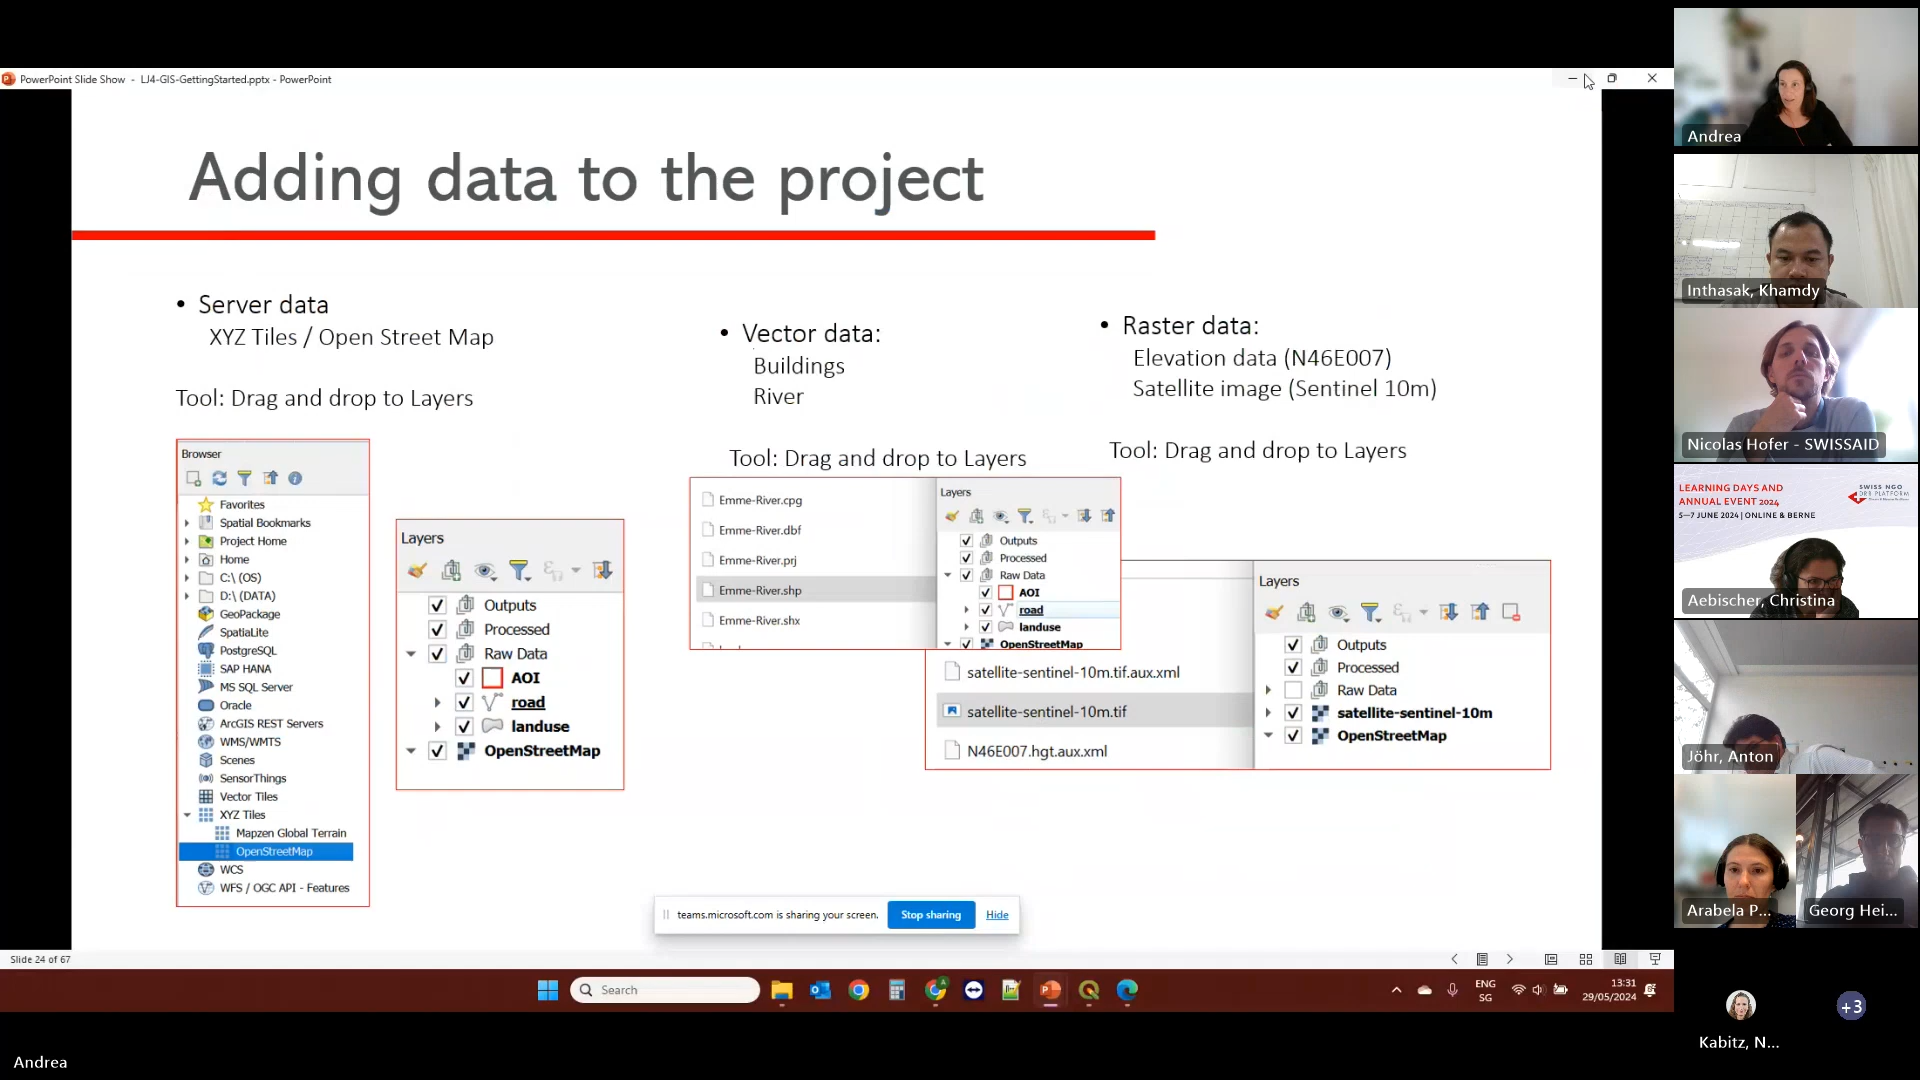 PowerPoint Slide Show - LJ4-GIS-GettingStarted.pptx - PowerPoint
Adding data to the project
• Server data
XYZ Tiles / Open Street Map
Tool: Drag and drop to Layers
• Vector data:
Buildings
River
Tool: Drag and drop to Layers
• Raster data:
Elevation data (N46E007)
Satellite image (Sentinel 10m)
Tool: Drag and drop to Layers
Browser
Favorites
Spatial Bookmarks
Project Home
Home
C:\ (OS)
D:\ (DATA)
GeoPackage
SpatiaLite
PostgreSQL
SAP HANA
MS SQL Server
Oracle
ArcGIS REST Servers
WMS/WMTS
Scenes
SensorThings
Vector Tiles
XYZ Tiles
Mapzen Global Terrain
OpenStreetMap
WCS
WFS / OGC API - Features
Layers
Outputs
Processed
Raw Data
AOI
road
landuse
OpenStreetMap
Emme-River.cpg
Emme-River.dbf
Emme-River.prj
Emme-River.shp
Emme-River.shx
Layers
Outputs
Processed
Raw Data
AOI
road
landuse
OpenStreetMap
satellite-sentinel-10m.tif.aux.xml
satellite-sentinel-10m.tif
N46E007.hgt.aux.xml
Layers
Outputs
Processed
Raw Data
satellite-sentinel-10m
OpenStreetMap
teams.microsoft.com is sharing your screen.
Stop sharing
Hide
Slide 24 of 67
Search
ENG
SG
13:31
29/05/2024
Andrea
Andrea
Inthasak, Khamdy
Nicolas Hofer - SWISSAID
LEARNING DAYS AND
ANNUAL EVENT 2024
5—7 JUNE 2024 | ONLINE & BERNE
SWISS NGO
DRR PLATFORM
Aebischer, Christina
Jöhr, Anton
Arabela P...
Georg Hei...
Kabitz, N...
+3